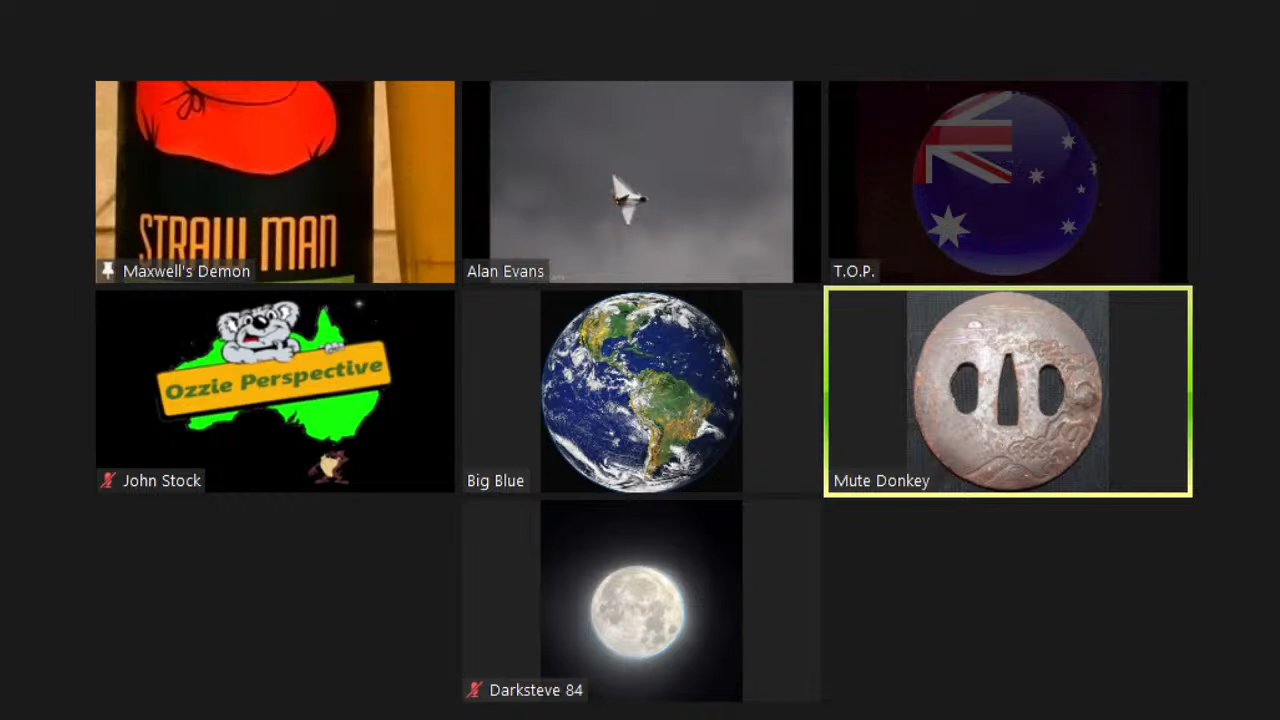 STRAW MAN
Maxwell's Demon
Alan Evans
T.O.P.
Ozzie Perspective
John Stock
Big Blue
Mute Donkey
Darksteve 84